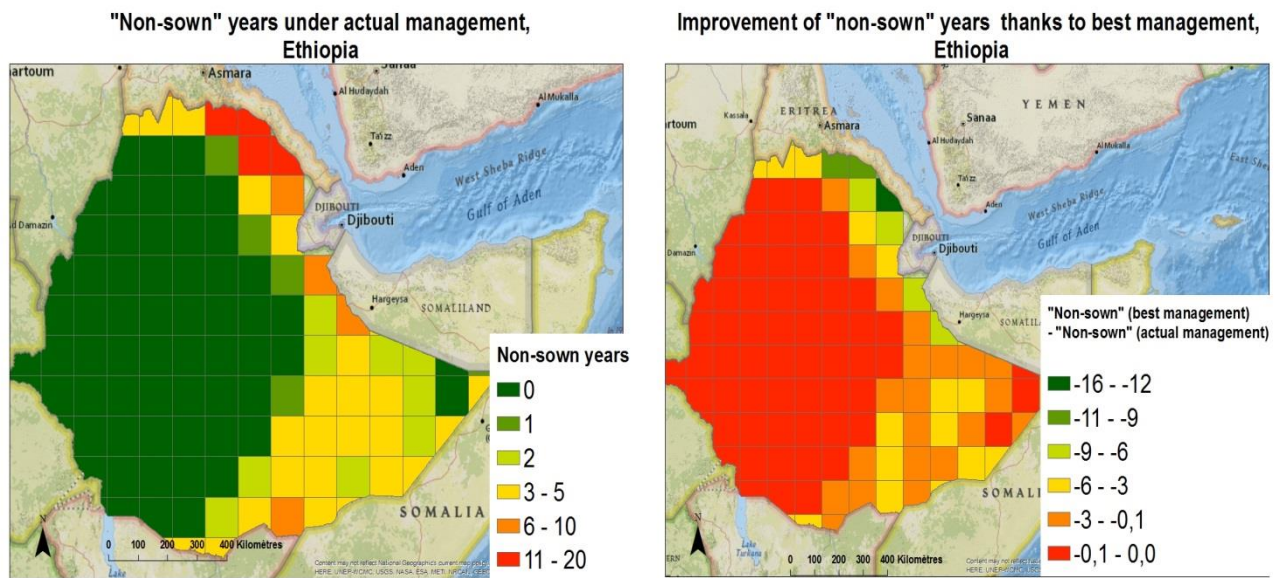 "Non-sown" years under actual management,
Ethiopia
Asmara
Al Hudaydah
Al Mukalla
Ta'izz
Aden
West Sheba Ridge
Gulf of Aden
DJIBOUTI
Djibouti
Hargeysa
SOMALILAND
SOMALIA
Lake
N
0 100 200 400 Kilomètres
Non-sown years
0
1
2
3 - 5
6 - 10
11 - 20
Improvement of "non-sown" years thanks to best management,
Ethiopia
ERITREA
Kassala
Asmara
YEMEN
Sanaa
Al Hudaydah
Al Mukalla
Ta'izz
Aden
West Sheba Ridge
Gulf of Aden
DJIBOUTI
Djibouti
Damazin
Hargeysa
Lake
Turkana
N
0 100 200 400 Kilomètres
"Non-sown" (best management)
- "Non-sown" (actual management)
-16 - -12
-11 - -9
-9 - -6
-6 - -3
-3 - -0,1
-0,1 - 0,0